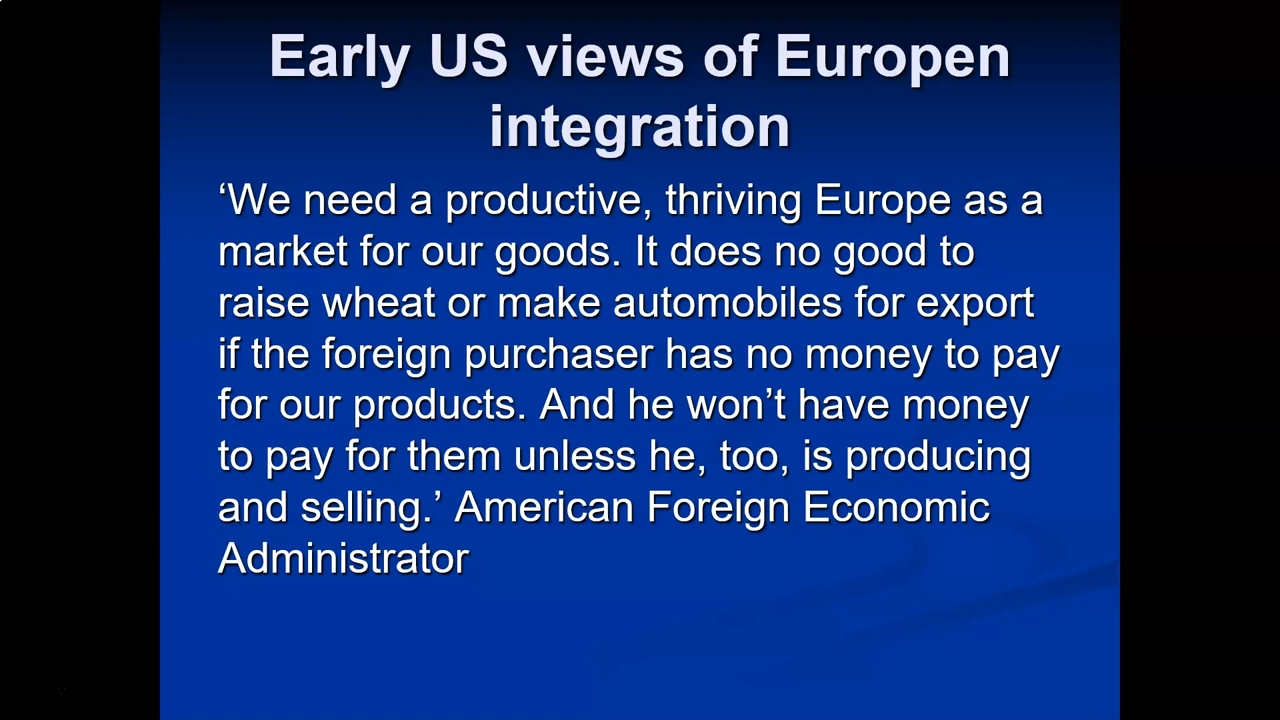 Early US views of Europen
integration
‘We need a productive, thriving Europe as a
market for our goods. It does no good to
raise wheat or make automobiles for export
if the foreign purchaser has no money to pay
for our products. And he won’t have money
to pay for them unless he, too, is producing
and selling.’ American Foreign Economic
Administrator